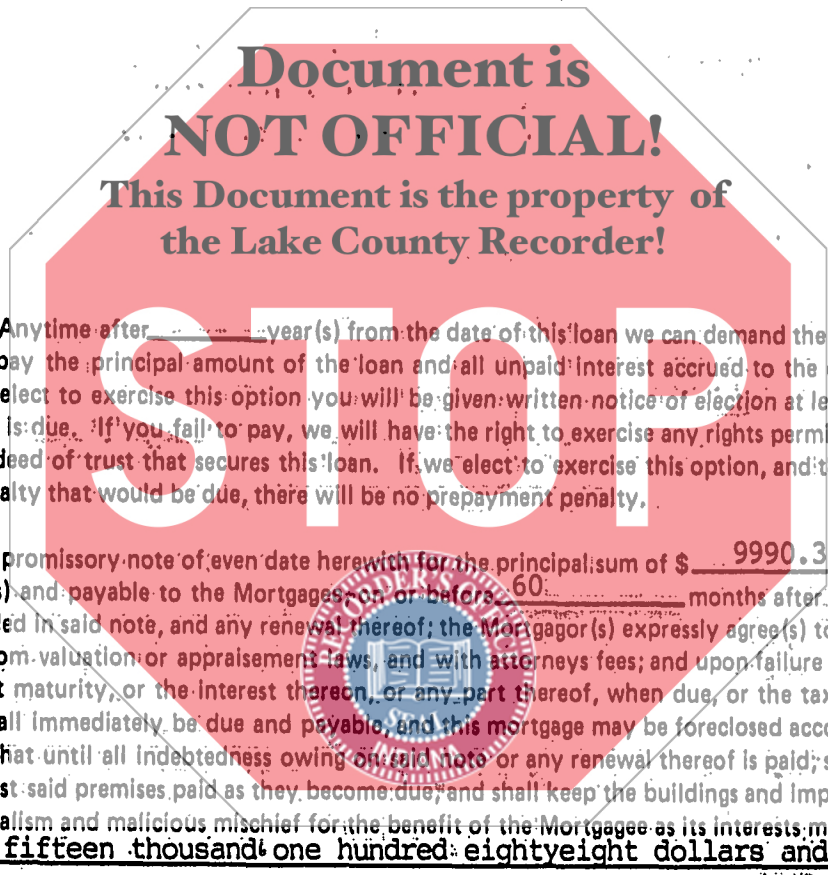 Document is
NOT OFFICIAL!
This Document is the property of
the Lake County Recorder!
STOP
Anytime after year(s) from the date of this loan we can demand the
pay the principal amount of the loan and all unpaid interest accrued to the
elect to exercise this option you will be given written notice of election at le
is due. If you fail to pay, we will have the right to exercise any rights permi
deed of trust that secures this loan. If we elect to exercise this option, and t
alty that would be due, there will be no prepayment penalty.
promissory note of even date herewith for the principal sum of $ 9990.3
s) and payable to the Mortgagee on or before 60 months after
ed in said note, and any renewal thereof; the Mortgagor(s) expressly agree(s) to
om valuation or appraisement laws, and with attorneys fees; and upon failure
t maturity, or the interest thereon, or any part thereof, when due, or the tax
all immediately be due and payable, and this mortgage may be foreclosed acco
hat until all indebtedness owing on said note or any renewal thereof is paid; s
st said premises paid as they become due, and shall keep the buildings and imp
alism and malicious mischief for the benefit of the Mortgagee as its interests m
fifteen thousand one hundred eightyeight dollars and
RECORDER'S OFFICE
SEAL
INDIANA